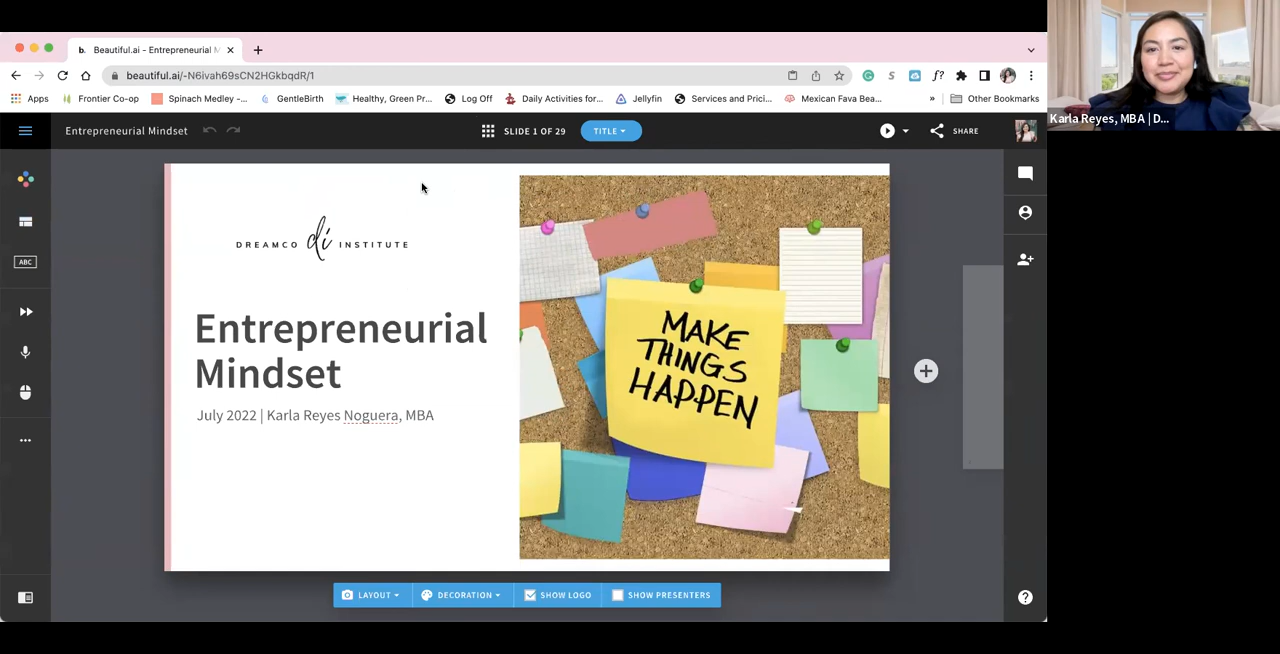 b. Beautiful.ai - Entrepreneurial M
beautiful.ai/-N6ivah69sCN2HGkbqdR/1
Apps Frontier Co-op Spinach Medley -... GentleBirth Healthy, Green Pr... Log Off Daily Activities for... Jellyfin Services and Prici... Mexican Fava Bea... » Other Bookmarks
Entrepreneurial Mindset SLIDE 1 OF 29 TITLE SHARE
ABC
DREAMCO di INSTITUTE
Entrepreneurial
Mindset
July 2022 | Karla Reyes Noguera, MBA
MAKE
THINGS
HAPPEN
LAYOUT DECORATION SHOW LOGO SHOW PRESENTERS
Karla Reyes, MBA | D...